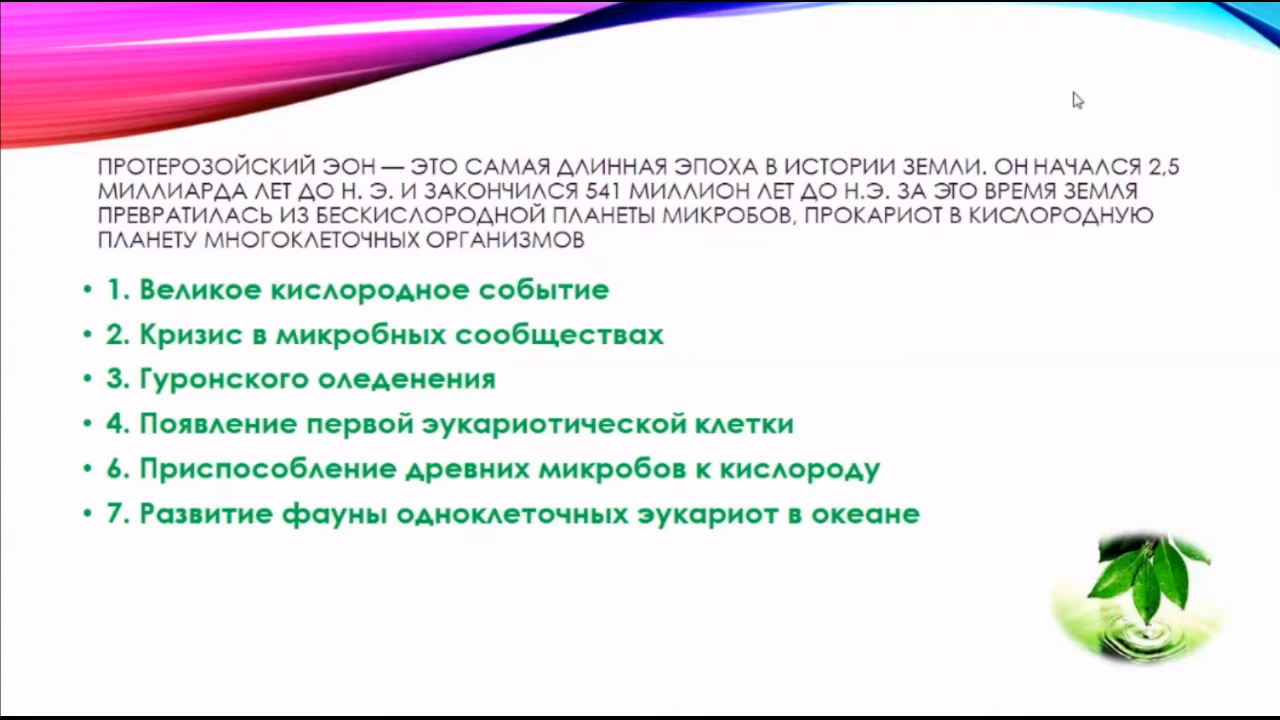 ПРОТЕРОЗОЙСКИЙ ЭОН — ЭТО САМАЯ ДЛИННАЯ ЭПОХА В ИСТОРИИ ЗЕМЛИ. ОН НАЧАЛСЯ 2,5
МИЛЛИАРДА ЛЕТ ДО Н. Э. И ЗАКОНЧИЛСЯ 541 МИЛЛИОН ЛЕТ ДО Н.Э. ЗА ЭТО ВРЕМЯ ЗЕМЛЯ
ПРЕВРАТИЛАСЬ ИЗ БЕСКИСЛОРОДНОЙ ПЛАНЕТЫ МИКРОБОВ, ПРОКАРИОТ В КИСЛОРОДНУЮ
ПЛАНЕТУ МНОГОКЛЕТОЧНЫХ ОРГАНИЗМОВ
• 1. Великое кислородное событие
• 2. Кризис в микробных сообществах
• 3. Гуронского оледенения
• 4. Появление первой эукариотической клетки
• 6. Приспособление древних микробов к кислороду
• 7. Развитие фауны одноклеточных эукариот в океане